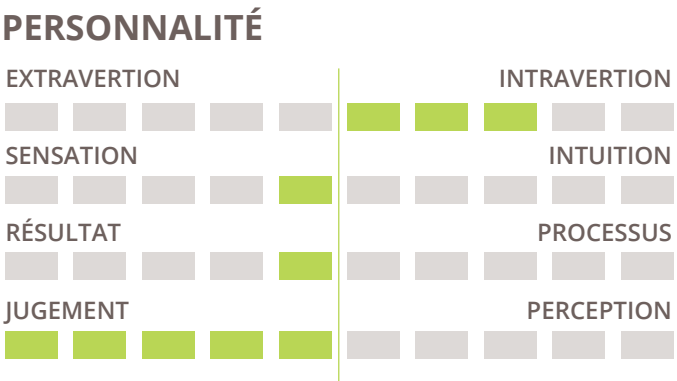 PERSONNALITÉ
EXTRAVERTION INTRAVERTION
SENSATION INTUITION
RÉSULTAT PROCESSUS
JUGEMENT PERCEPTION